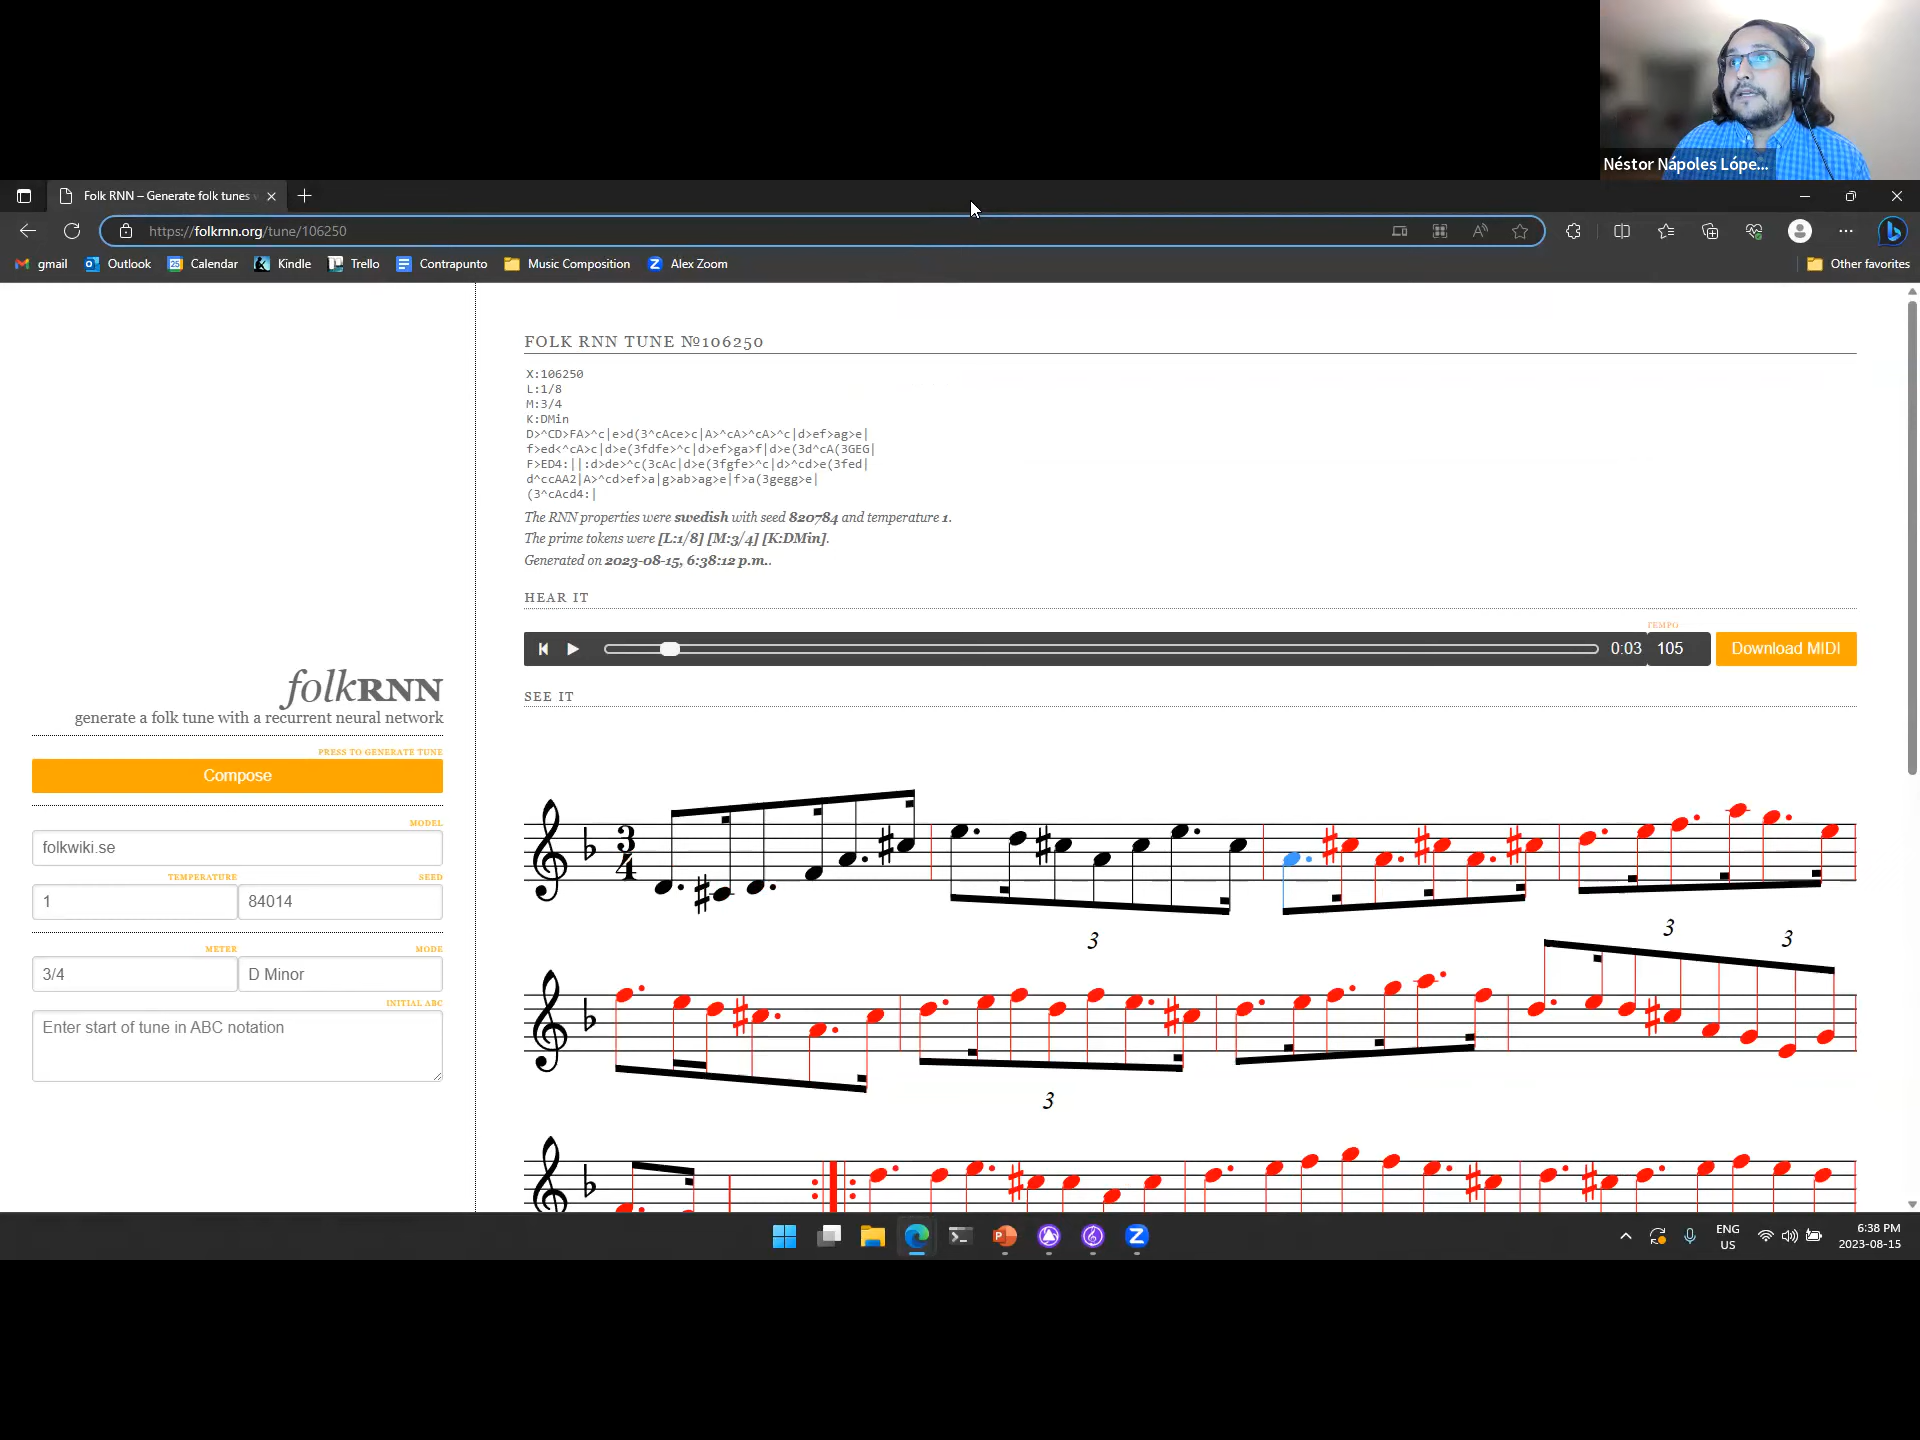 Néstor Nápoles Lópe...
Folk RNN – Generate folk tunes
https://folkrnn.org/tune/106250
gmail Outlook Calendar Kindle Trello Contrapunto Music Composition Alex Zoom Other favorites
FOLK RNN TUNE №106250
X:106250
L:1/8
M:3/4
K:DMin
D>^CD>FA>^c|e>d(3^cAce>c|A>^cA>^cA>^c|d>ef>ag>e|
f>ed<^cA>c|d>e(3fdfe>^c|d>ef>ga>f|d>e(3d^cA(3GEG|
F>ED4:||:d>de>^c(3cAc|d>e(3fgfe>^c|d>^cd>e(3fed|
d^ccAA2|A>^cd>ef>a|g>ab>ag>e|f>a(3gegg>e|
(3^cAcd4:|
The RNN properties were swedish with seed 820784 and temperature 1.
The prime tokens were [L:1/8] [M:3/4] [K:DMin].
Generated on 2023-08-15, 6:38:12 p.m..
HEAR IT
TEMPO
0:03 105 Download MIDI
SEE IT
folkRNN
generate a folk tune with a recurrent neural network
PRESS TO GENERATE TUNE
Compose
MODEL
folkwiki.se
TEMPERATURE SEED
1 84014
METER MODE
3/4 D Minor
INITIAL ABC
Enter start of tune in ABC notation
3
4
3
3 3
3
ENG
US
6:38 PM
2023-08-15